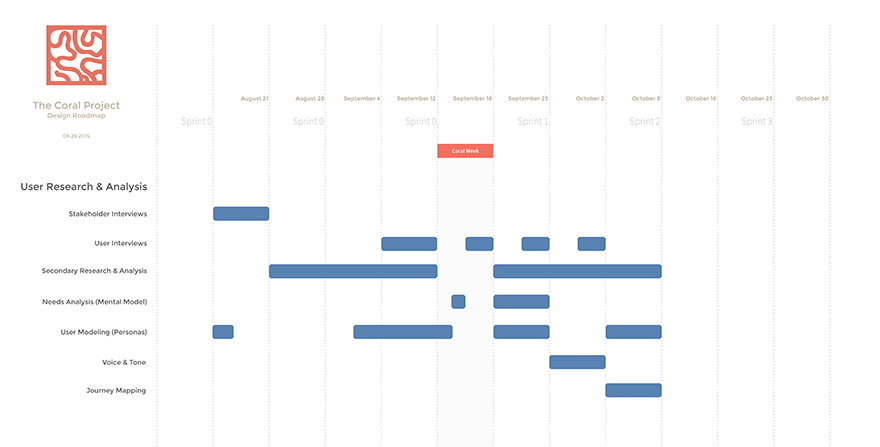 The Coral Project
Design Roadmap
08.28.2015
August 21
August 28
September 4
September 12
September 18
September 25
October 2
October 9
October 16
October 23
October 30
Sprint 0
Sprint 0
Sprint 0
Sprint 1
Sprint 2
Sprint 3
Coral Week
User Research & Analysis
Stakeholder Interviews
User Interviews
Secondary Research & Analysis
Needs Analysis (Mental Model)
User Modeling (Personas)
Voice & Tone
Journey Mapping